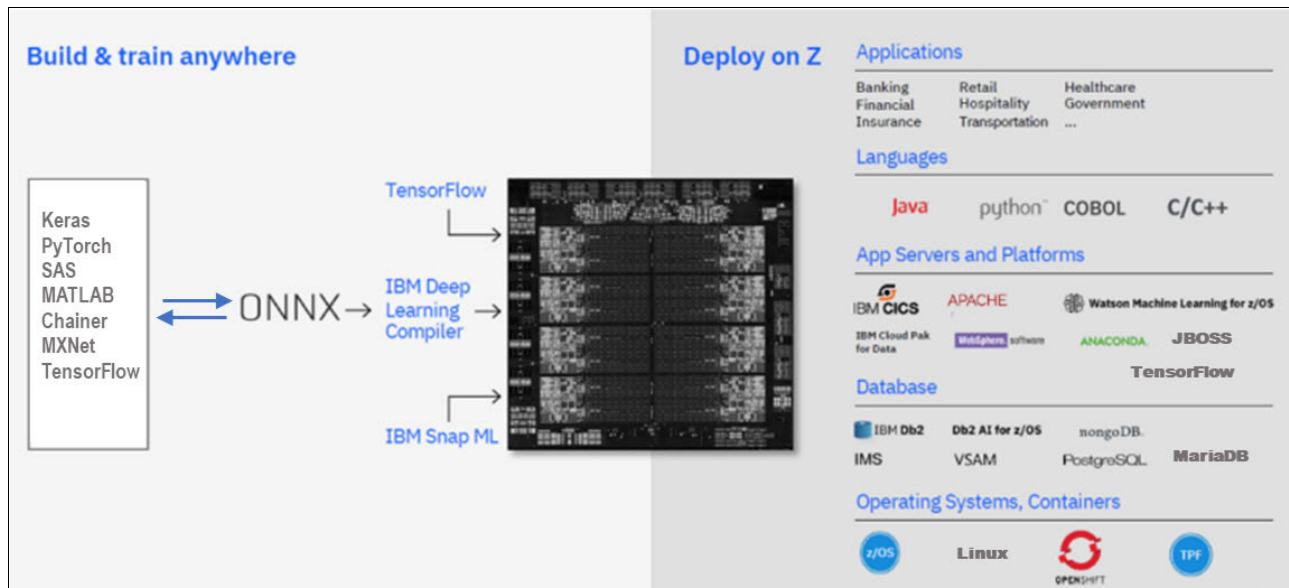 Build & train anywhere
Keras
PyTorch
SAS
MATLAB
Chainer
MXNet
TensorFlow
ONNX
TensorFlow
IBM Deep
Learning
Compiler
IBM Snap ML
Deploy on Z
Applications
Banking Retail Healthcare
Financial Hospitality Government
Insurance Transportation ...
Languages
Java python™ COBOL C/C++
App Servers and Platforms
IBM CICS APACHE Watson Machine Learning for z/OS
IBM Cloud Pak
for Data
WebSphere. software ANACONDA. JBOSS
TensorFlow
Database
IBM Db2 Db2 AI for z/OS nongoDB.
IMS VSAM PostgreSQL MariaDB
Operating Systems, Containers
z/OS Linux OPENSHIFT TPF